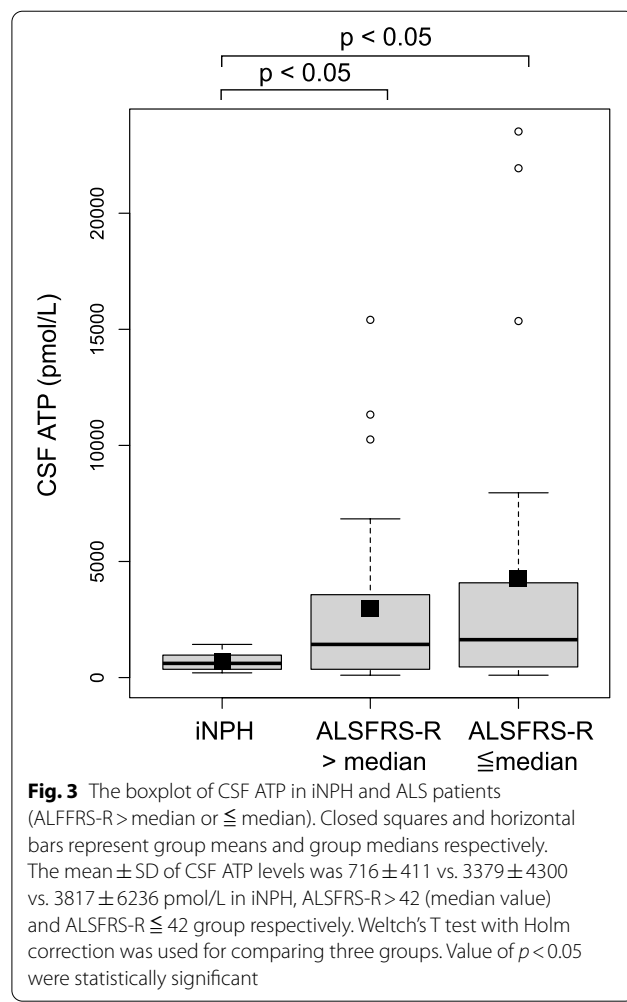 p < 0.05
p < 0.05
CSF ATP (pmol/L)
20000
15000
10000
5000
0
iNPH
ALSFRS-R
> median
ALSFRS-R
≦median
Fig. 3 The boxplot of CSF ATP in iNPH and ALS patients
(ALFFRS-R > median or ≦ median). Closed squares and horizontal
bars represent group means and group medians respectively.
The mean ± SD of CSF ATP levels was 716 ± 411 vs. 3379 ± 4300
vs. 3817 ± 6236 pmol/L in iNPH, ALSFRS-R > 42 (median value)
and ALSFRS-R ≦ 42 group respectively. Weltch's T test with Holm
correction was used for comparing three groups. Value of p < 0.05
were statistically significant